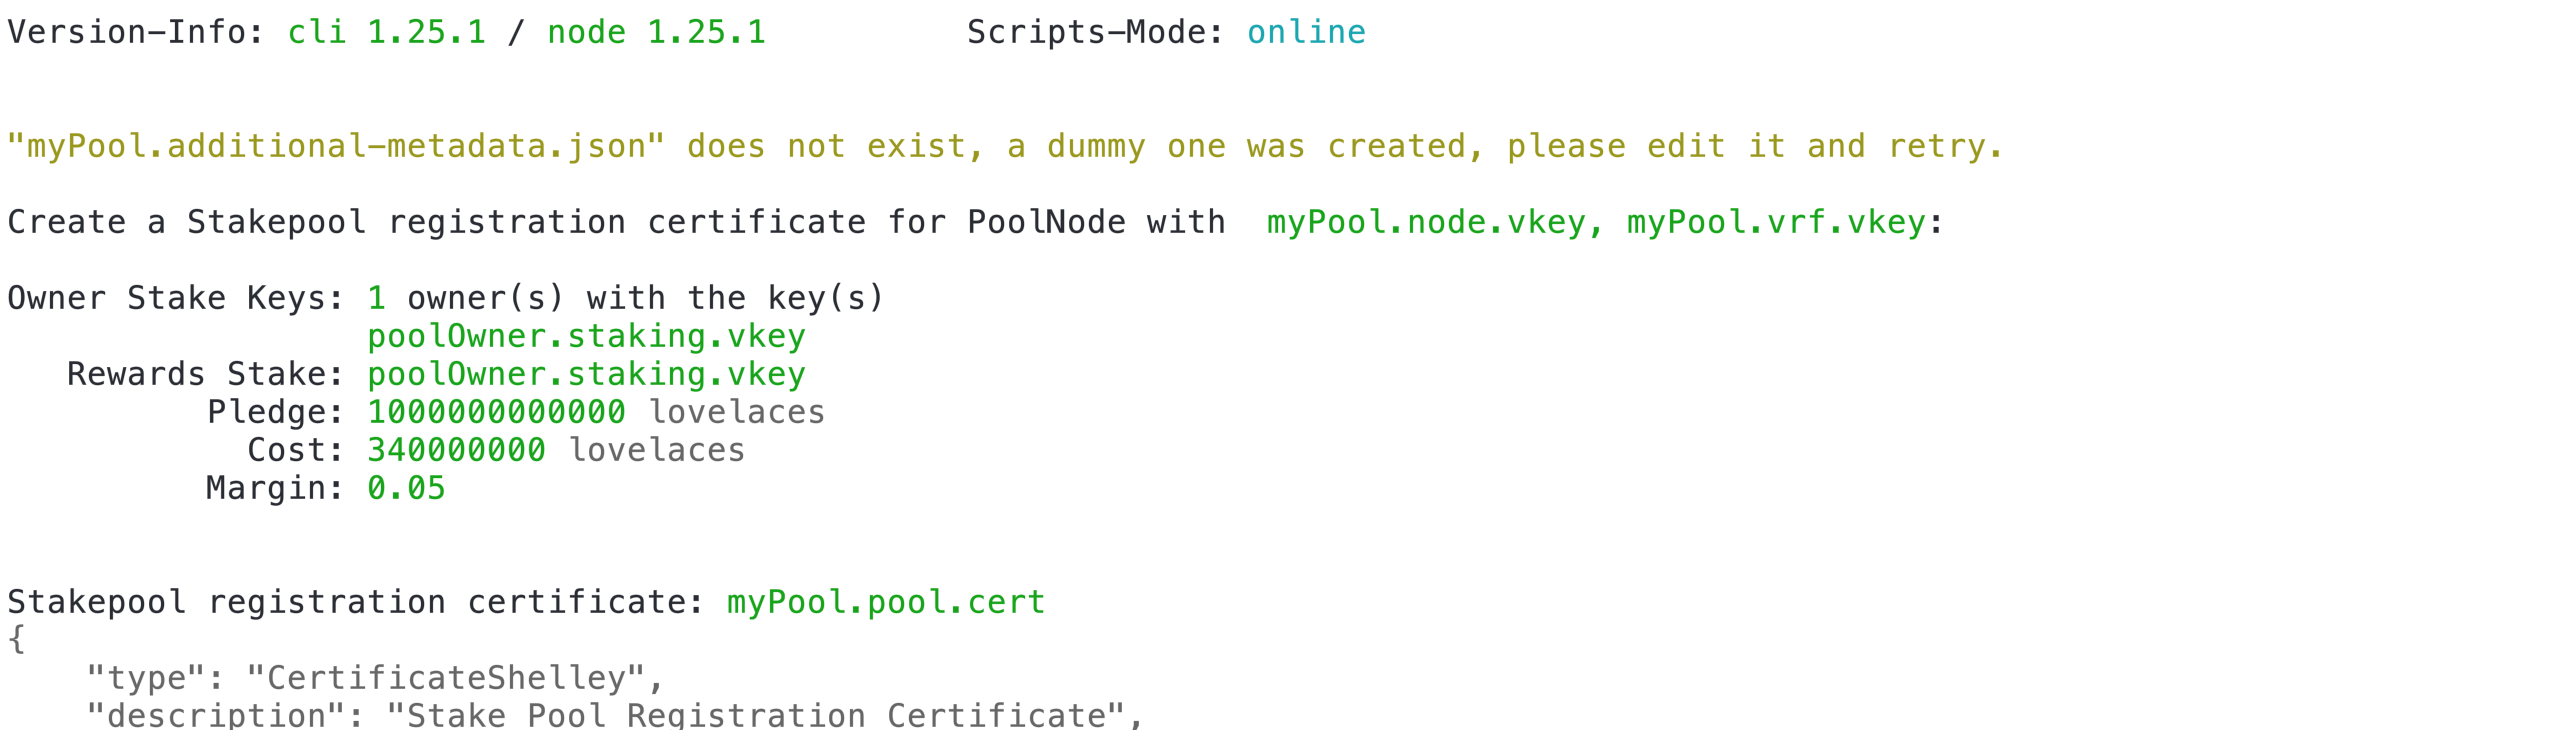 Version-Info: cli 1.25.1 / node 1.25.1 Scripts-Mode: online
"myPool.additional-metadata.json" does not exist, a dummy one was created, please edit it and retry.
Create a Stakepool registration certificate for PoolNode with myPool.node.vkey, myPool.vrf.vkey:
Owner Stake Keys: 1 owner(s) with the key(s)
poolOwner.staking.vkey
Rewards Stake: poolOwner.staking.vkey
Pledge: 1000000000000 lovelaces
Cost: 340000000 lovelaces
Margin: 0.05
Stakepool registration certificate: myPool.pool.cert
{
"type": "CertificateShelley",
"description": "Stake Pool Registration Certificate",